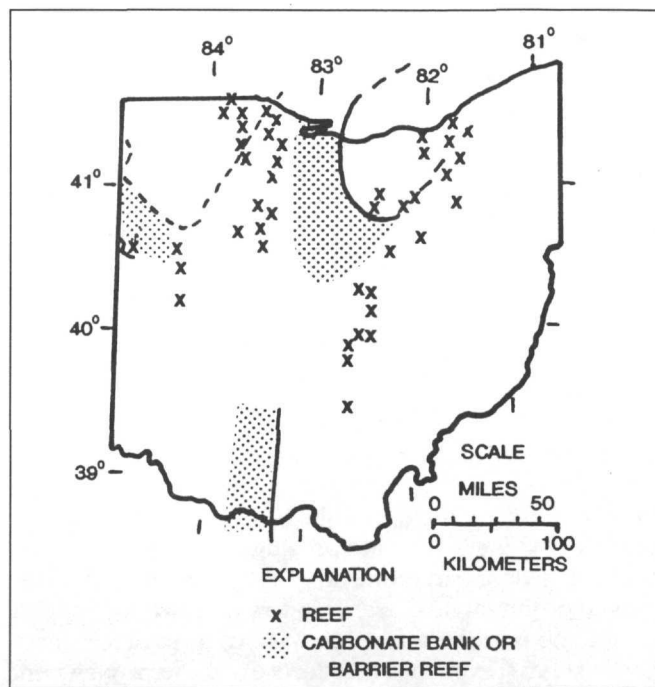 84° 83° 82° 81°
41°
40°
39°
SCALE
MILES
0 50
0 100
KILOMETERS
EXPLANATION
x REEF
CARBONATE BANK OR
BARRIER REEF